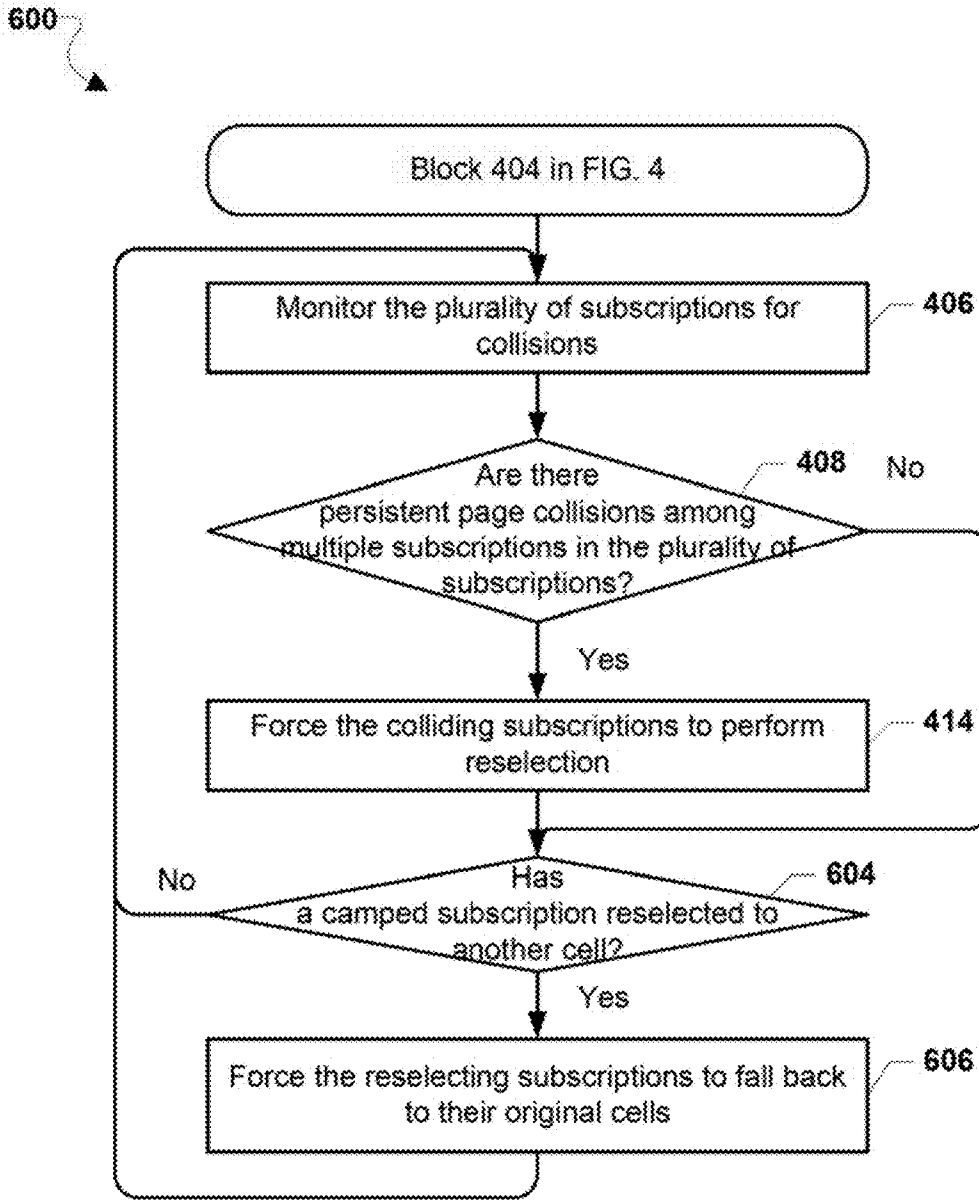 600
Block 404 in FIG. 4
Monitor the plurality of subscriptions for
collisions
406
408
No
Are there
persistent page collisions among
multiple subscriptions in the plurality of
subscriptions?
Yes
Force the colliding subscriptions to perform
reselection
414
No
604
Has
a camped subscription reselected to
another cell?
Yes
Force the reselecting subscriptions to fall back
to their original cells
606